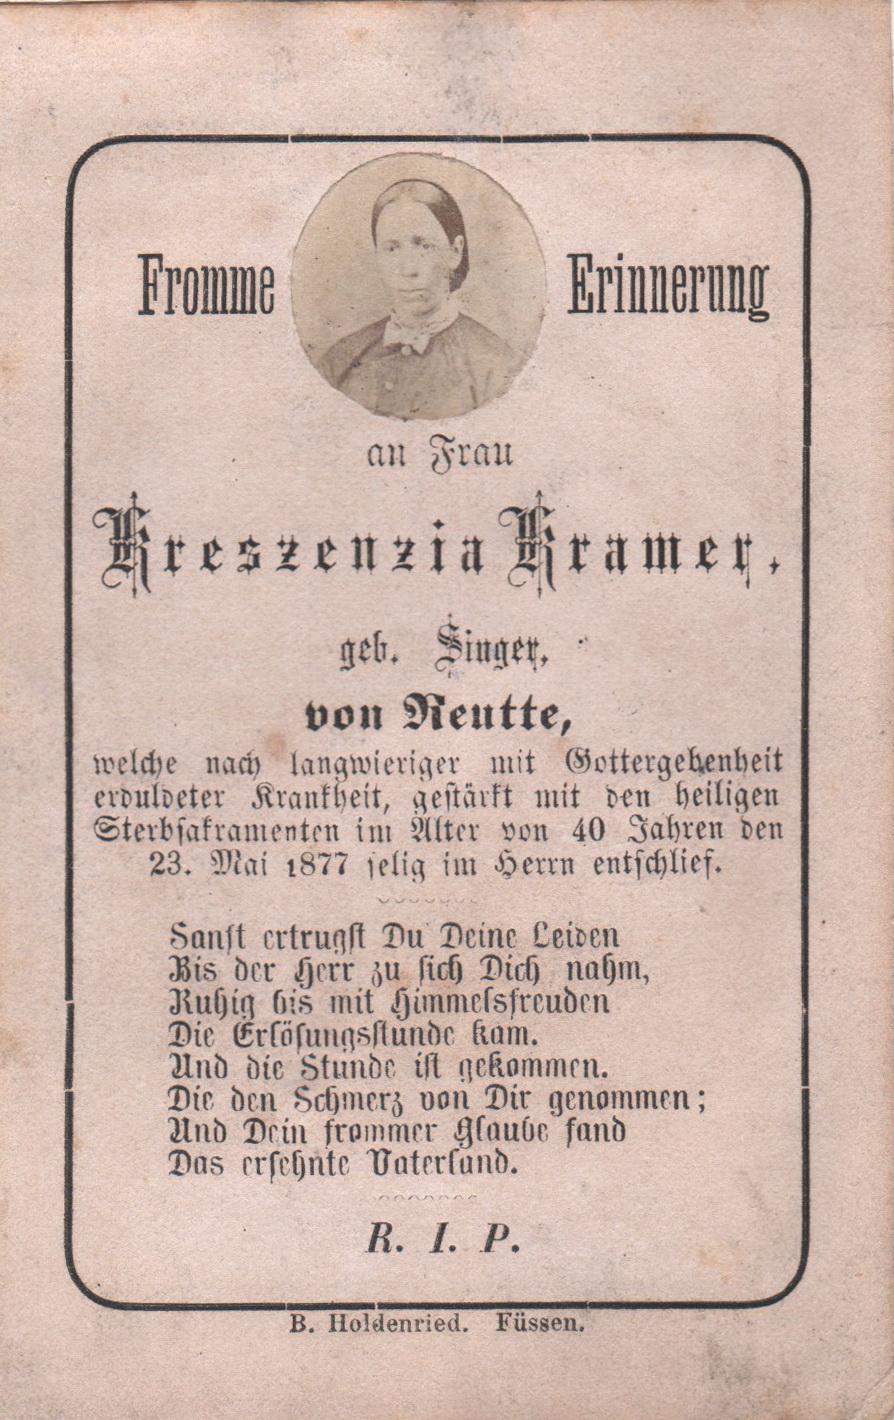 Fromme Erinnerung
an Frau
Kreszenzia Kramer,
geb. Singer,
von Reutte,
welche nach langwieriger mit Gottergebenheit
erduldeter Krankheit, gestärkt mit den heiligen
Sterbsakramenten im Alter von 40 Jahren den
23. Mai 1877 selig im Herrn entschlief.
Sanft ertrugst Du Deine Leiden
Bis der Herr zu sich Dich nahm,
Ruhig bis mit Himmelsfreuden
Die Erlösungsstunde kam.
Und die Stunde ist gekommen.
Die den Schmerz von Dir genommen;
Und Dein frommer Glaube fand
Das ersehnte Vaterland.
R. I. P.
B. Holdenried. Füssen.